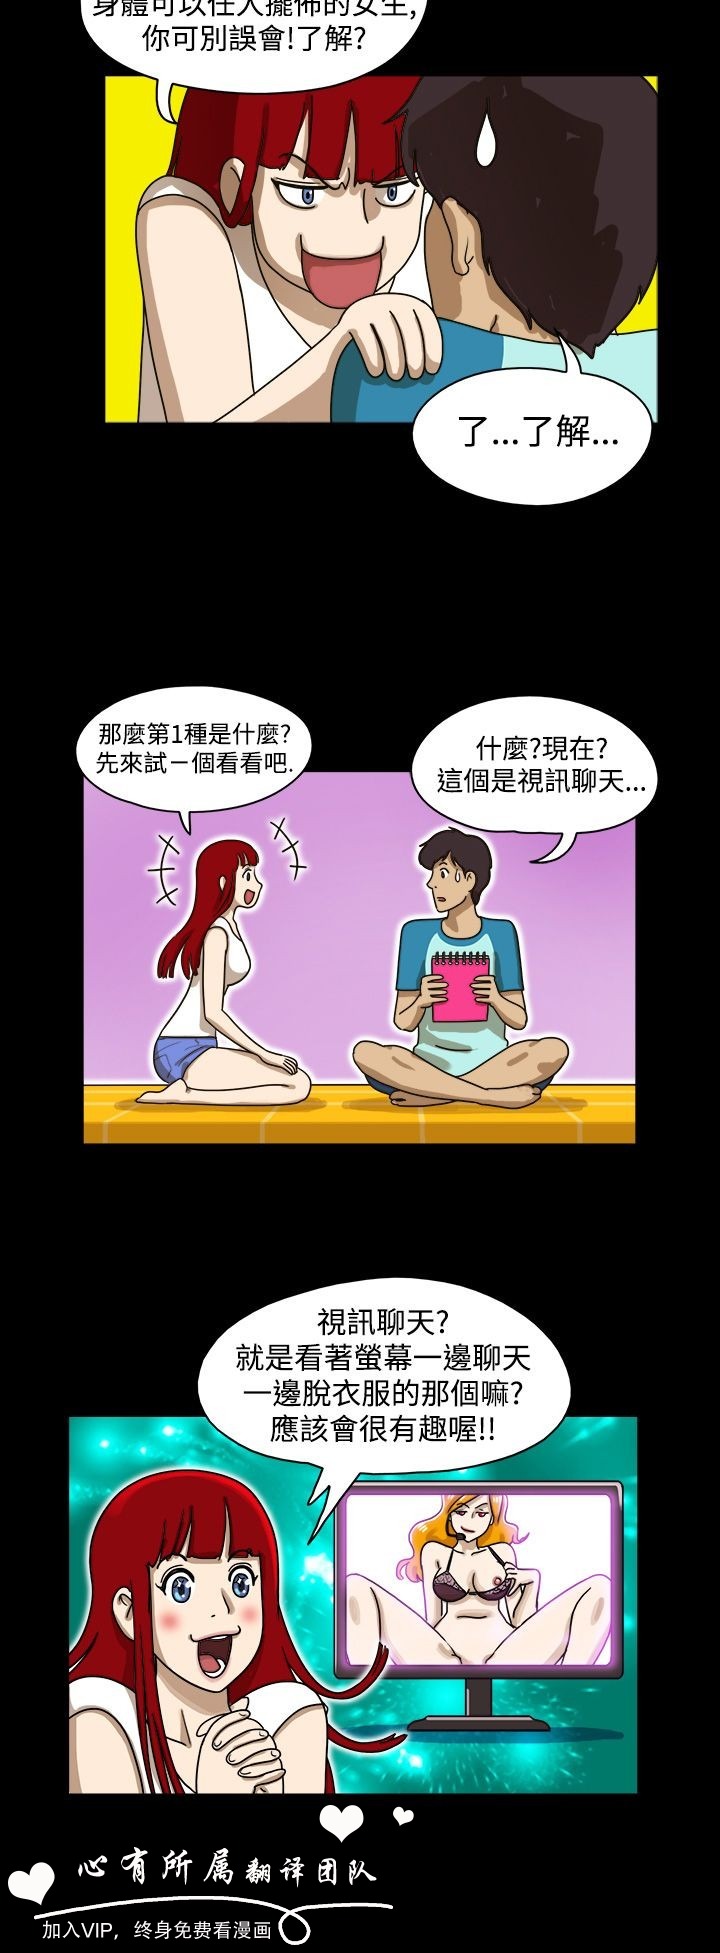 身體可以任人擺佈的女生,
你可別誤會!了解?
了...了解...
那麼第1種是什麼?
先來試一個看看吧.
什麼?現在?
這個是視訊聊天...
視訊聊天?
就是看著螢幕一邊聊天
一邊脫衣服的那個嘛?
應該會很有趣喔!!
心有所属翻译团队
加入VIP，终身免费看漫画